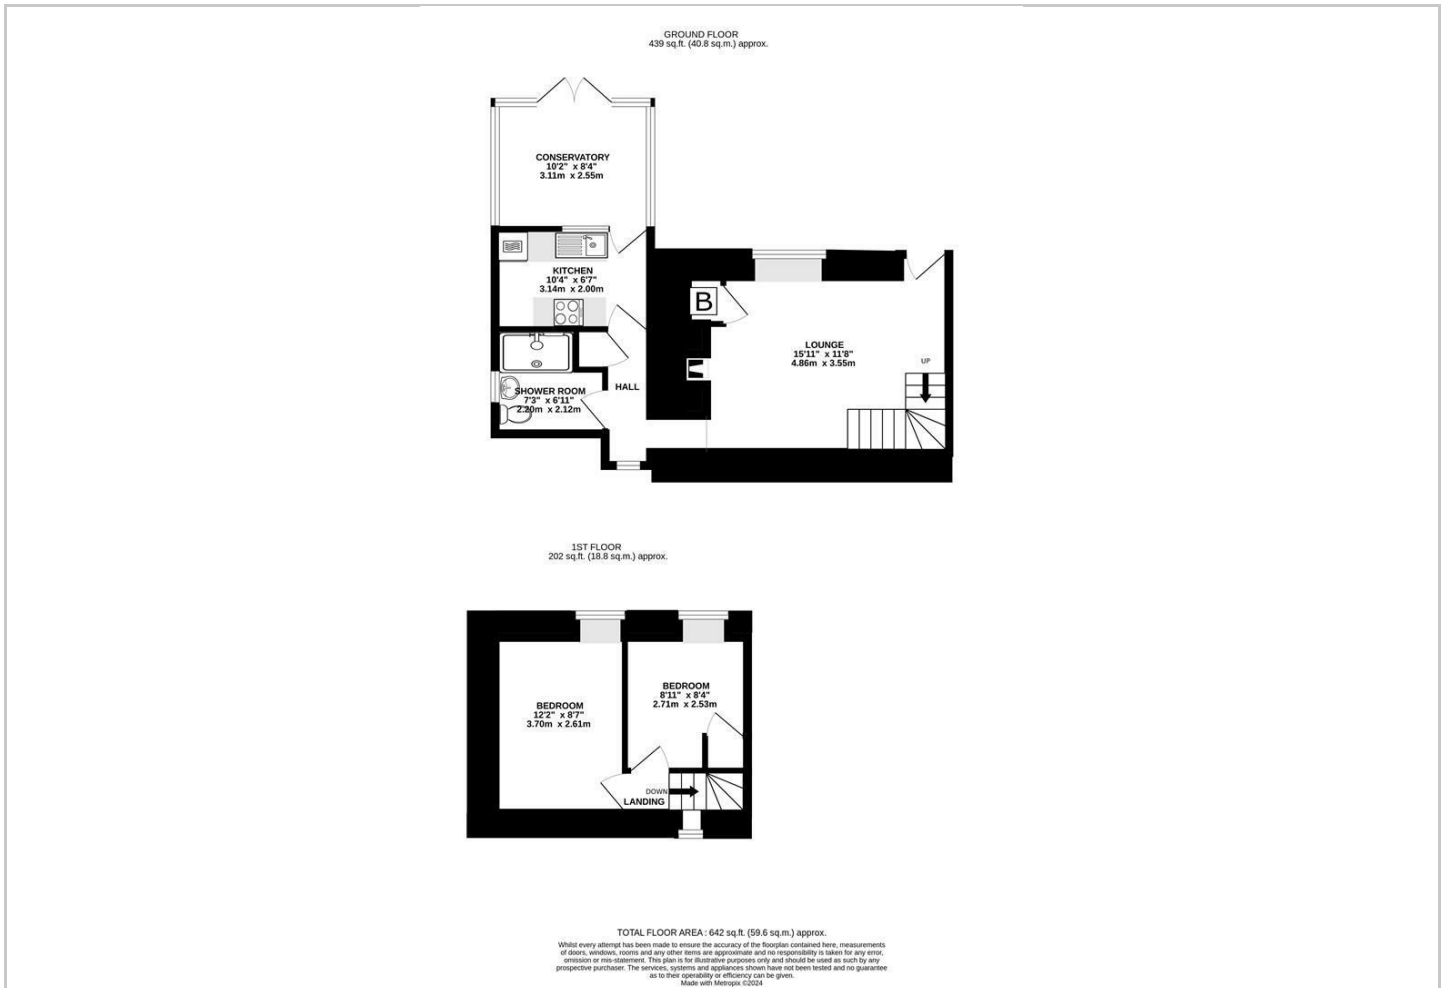 GROUND FLOOR
439 sq.ft. (40.8 sq.m.) approx.
CONSERVATORY
10'2" x 8'4"
3.11m x 2.55m
KITCHEN
10'4" x 6'7"
3.14m x 2.00m
B
LOUNGE
15'11" x 11'8"
4.86m x 3.55m
UP
HALL
SHOWER ROOM
7'3" x 6'11"
2.20m x 2.12m
1ST FLOOR
202 sq.ft. (18.8 sq.m.) approx.
BEDROOM
12'2" x 8'7"
3.70m x 2.61m
BEDROOM
8'11" x 8'4"
2.71m x 2.53m
DOWN
LANDING
TOTAL FLOOR AREA : 642 sq.ft. (59.6 sq.m.) approx.
Whilst every attempt has been made to ensure the accuracy of the floorplan contained here, measurements
of doors, windows, rooms and any other items are approximate and no responsibility is taken for any error,
omission or mis-statement. This plan is for illustrative purposes only and should be used as such by any
prospective purchaser. The services, systems and appliances shown have not been tested and no guarantee
as to their operability or efficiency can be given.
Made with Metropix ©2024